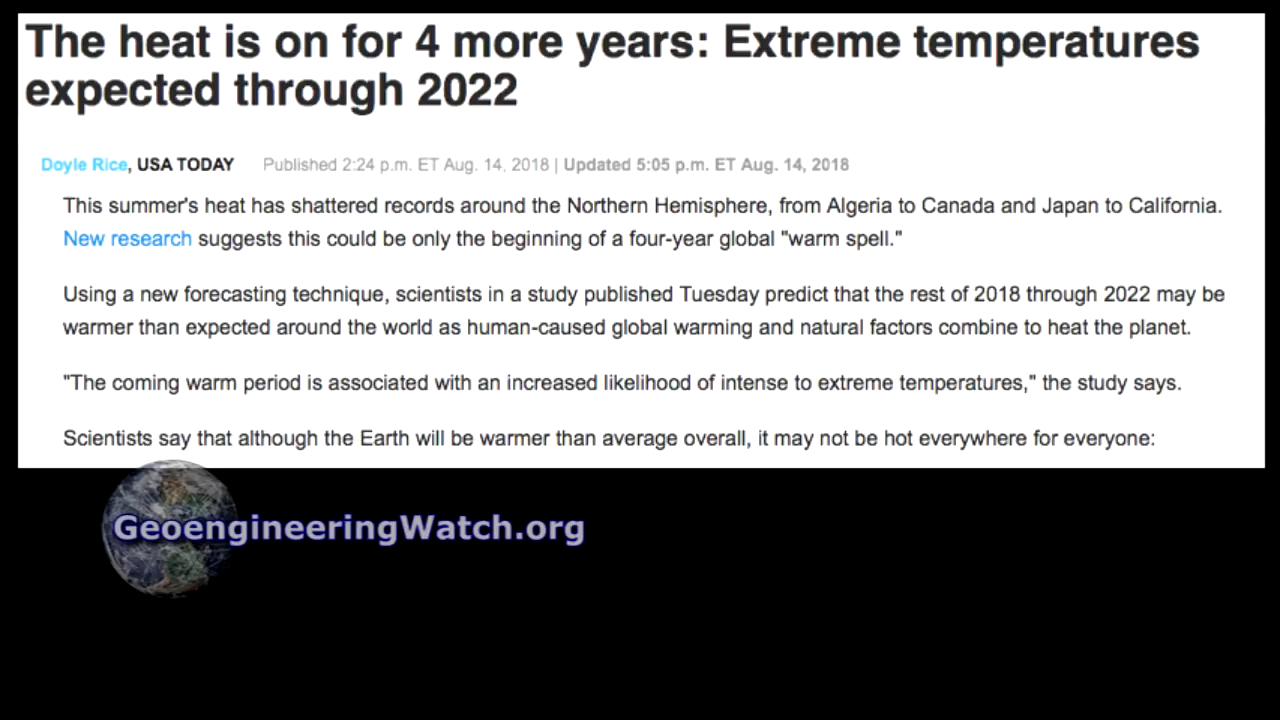 The heat is on for 4 more years: Extreme temperatures
expected through 2022
Doyle Rice, USA TODAY Published 2:24 p.m. ET Aug. 14, 2018 | Updated 5:05 p.m. ET Aug. 14, 2018
This summer's heat has shattered records around the Northern Hemisphere, from Algeria to Canada and Japan to California.
New research suggests this could be only the beginning of a four-year global "warm spell."
Using a new forecasting technique, scientists in a study published Tuesday predict that the rest of 2018 through 2022 may be
warmer than expected around the world as human-caused global warming and natural factors combine to heat the planet.
"The coming warm period is associated with an increased likelihood of intense to extreme temperatures," the study says.
Scientists say that although the Earth will be warmer than average overall, it may not be hot everywhere for everyone:
GeoengineeringWatch.org